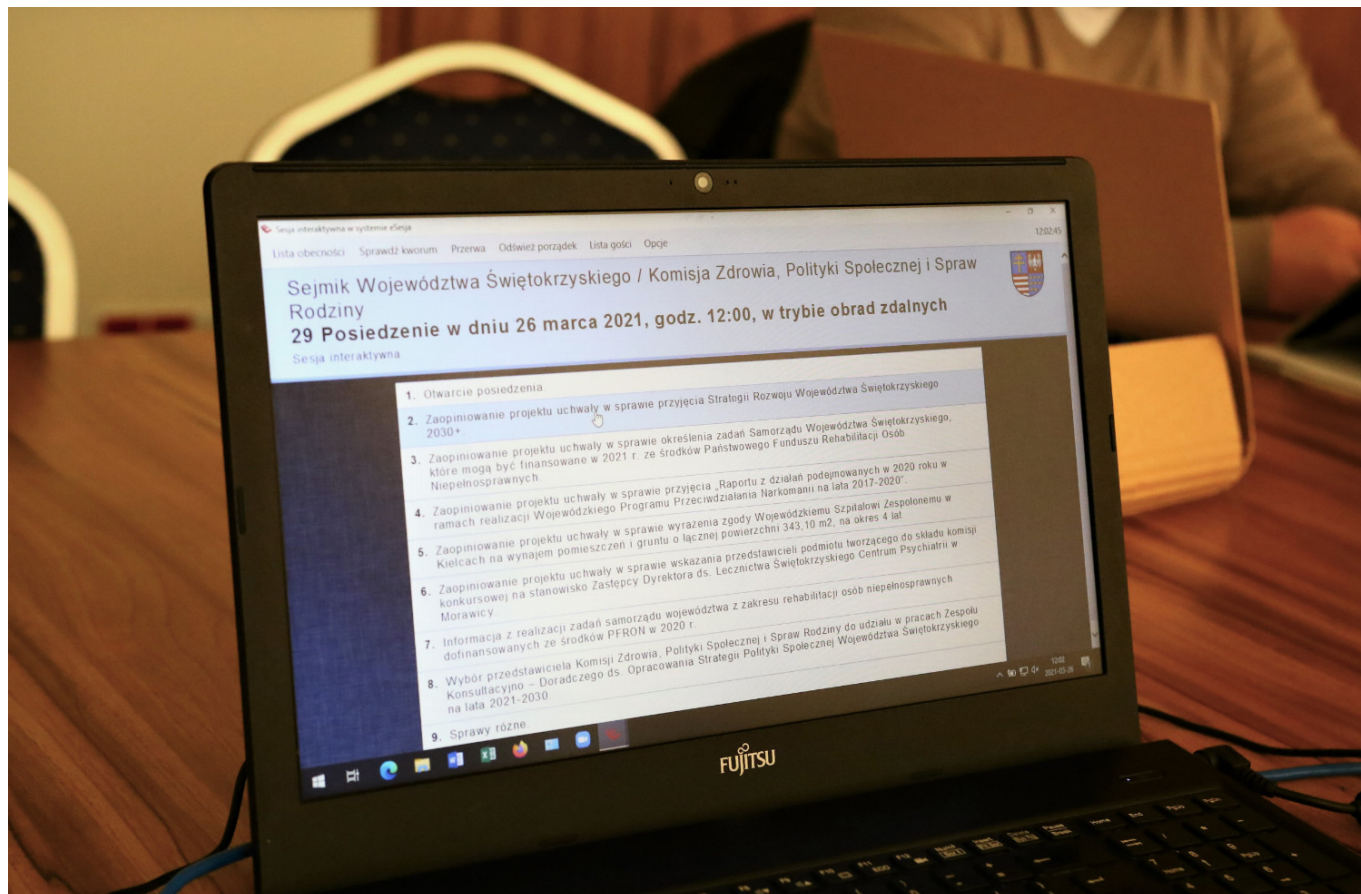 Sesja interaktywna w systemie eSesja
Lista obecności Sprawdź kworum Przerwa Odśwież porządek Lista gości Opcje
12:02:45
Sejmik Województwa Świętokrzyskiego / Komisja Zdrowia, Polityki Społecznej i Spraw
Rodziny
29 Posiedzenie w dniu 26 marca 2021, godz. 12:00, w trybie obrad zdalnych
Sesja interaktywna
1. Otwarcie posiedzenia.
2. Zaopiniowanie projektu uchwały w sprawie przyjęcia Strategii Rozwoju Województwa Świętokrzyskiego
2030+.
3. Zaopiniowanie projektu uchwały w sprawie określenia zadań Samorządu Województwa Świętokrzyskiego,
które mogą być finansowane w 2021 r. ze środków Państwowego Funduszu Rehabilitacji Osób
Niepełnosprawnych.
4. Zaopiniowanie projektu uchwały w sprawie przyjęcia „Raportu z działań podejmowanych w 2020 roku w
ramach realizacji Wojewódzkiego Programu Przeciwdziałania Narkomanii na lata 2017-2020”.
5. Zaopiniowanie projektu uchwały w sprawie wyrażenia zgody Wojewódzkiemu Szpitalowi Zespolonemu w
Kielcach na wynajem pomieszczeń i gruntu o łącznej powierzchni 343,10 m2, na okres 4 lat.
6. Zaopiniowanie projektu uchwały w sprawie wskazania przedstawicieli podmiotu tworzącego do składu komisji
konkursowej na stanowisko Zastępcy Dyrektora ds. Lecznictwa Świętokrzyskiego Centrum Psychiatrii w
Morawicy.
7. Informacja z realizacji zadań samorządu województwa z zakresu rehabilitacji osób niepełnosprawnych
dofinansowanych ze środków PFRON w 2020 r.
8. Wybór przedstawiciela Komisji Zdrowia, Polityki Społecznej i Spraw Rodziny do udziału w pracach Zespołu
Konsultacyjno – Doradczego ds. Opracowania Strategii Polityki Społecznej Województwa Świętokrzyskiego
na lata 2021-2030.
9. Sprawy różne.
12:02
2021-03-26
FUJITSU